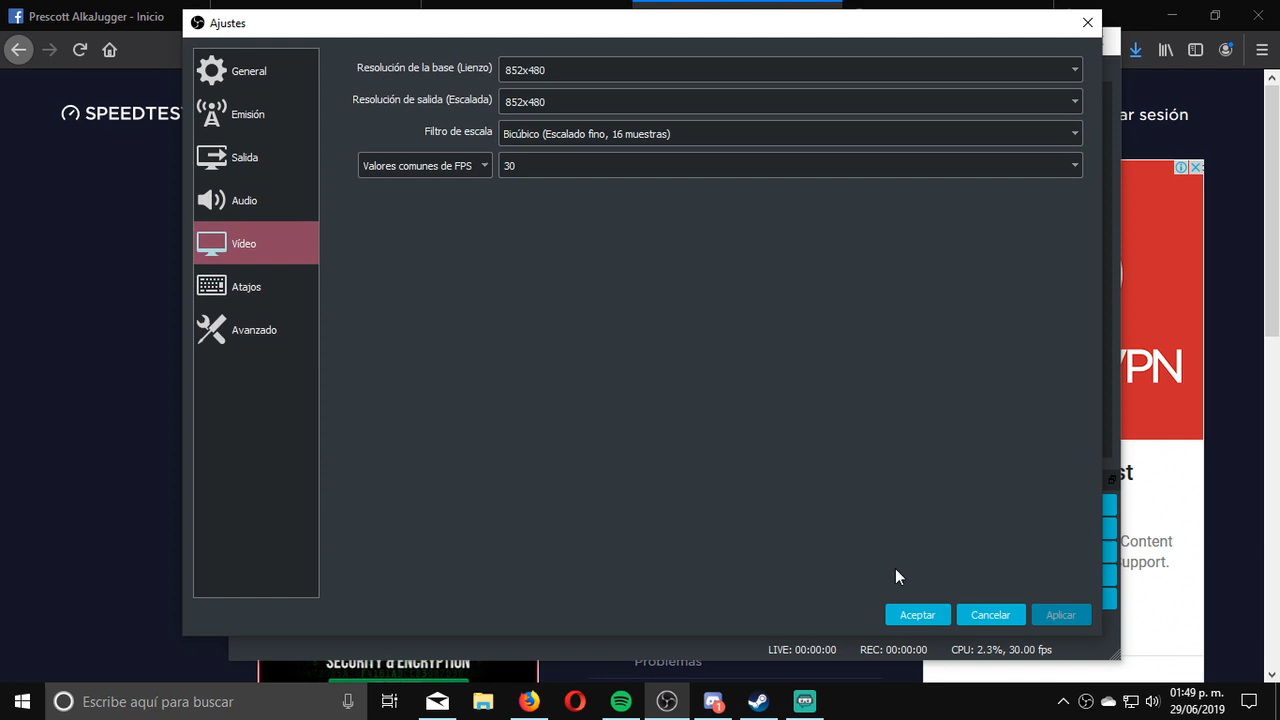 Prescott AlkaJugger - Inicio
Ajustes
SPEEDTEST
ar sesión
General
Emisión
Salida
Audio
Vídeo
Atajos
Avanzado
Resolución de la base (Lienzo)
852x480
Resolución de salida (Escalada)
852x480
Filtro de escala
Bicúbico (Escalado fino, 16 muestras)
Valores comunes de FPS
30
VPN
st
Content
upport.
Aceptar
Cancelar
Aplicar
LIVE: 00:00:00
REC: 00:00:00
CPU: 2.3%, 30.00 fps
SECURITY & ENCRYPTION
Problemas
Escribe aquí para buscar
1
01:49 p. m.
29/06/2019